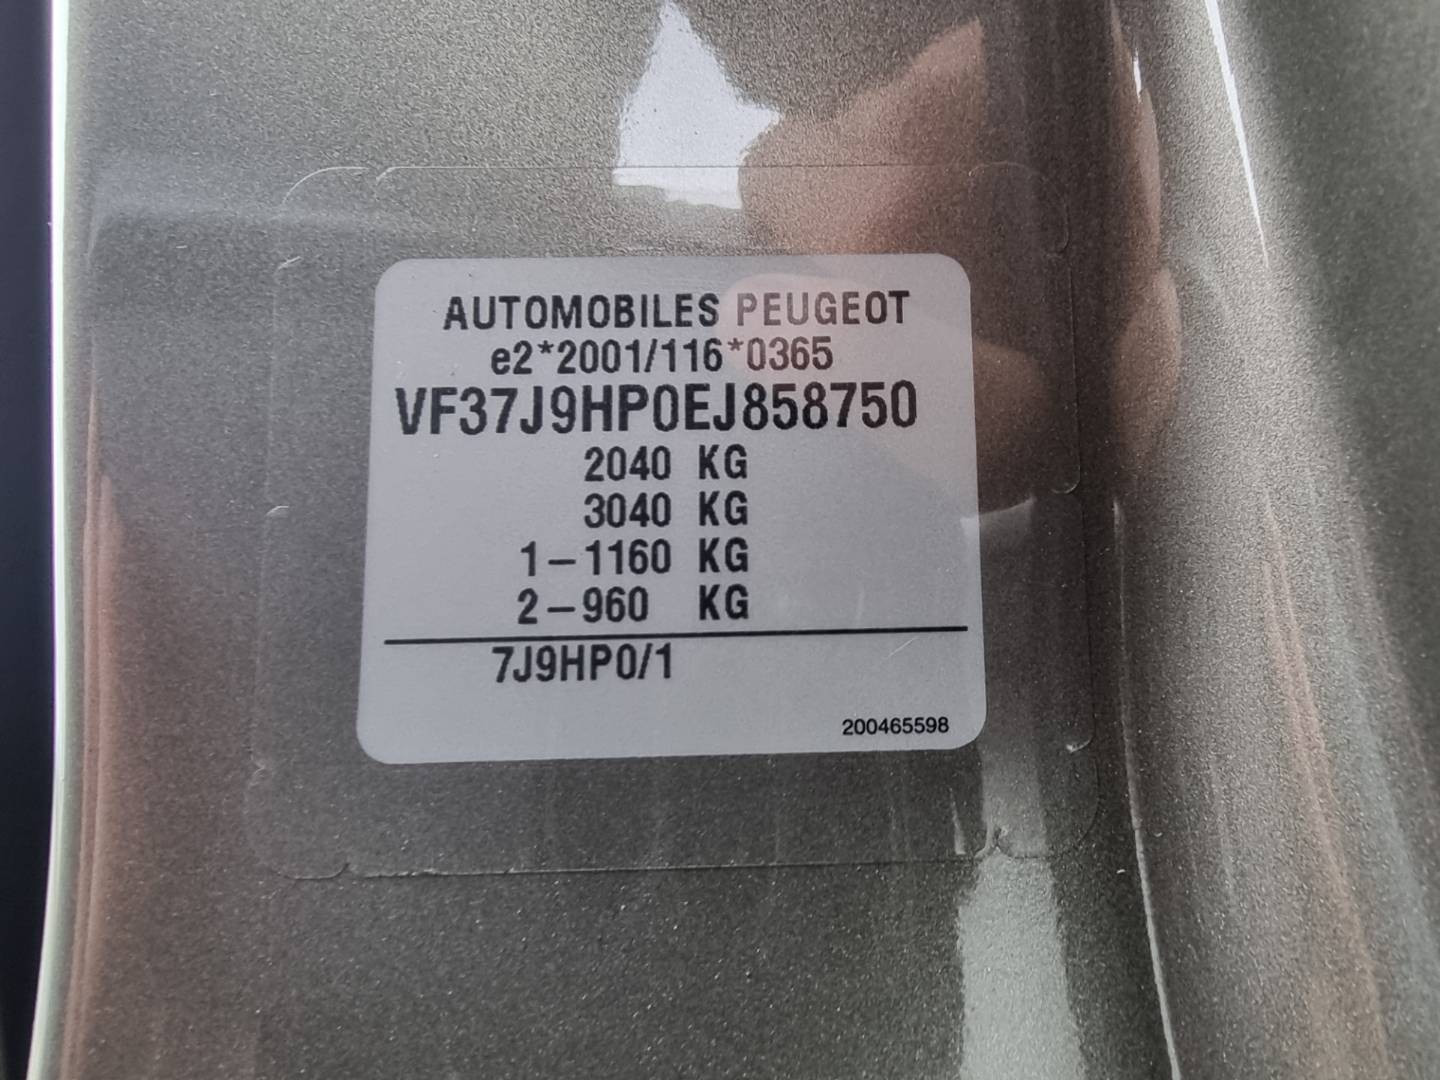 AUTOMOBILES PEUGEOT
e2*2001/116*0365
VF37J9HP0EJ858750
2040 KG
3040 KG
1-1160 KG
2-960 KG
7J9HP0/1
200465598